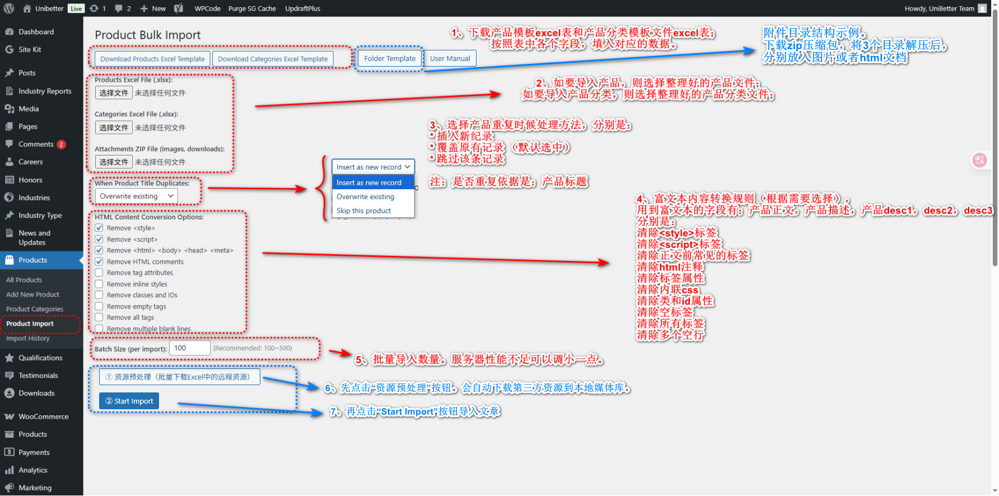 Unibetter Live 1 2 New WPCode Purge SG Cache UpdraftPlus Howdy, UniBetter Team
Dashboard
Site Kit
Posts
Industry Reports
Media
Pages
Comments 2
Careers
Honors
Industries
Industry Type
News and
Updates
Products
All Products
Add New Product
Product Categories
Product Import
Import History
Qualifications
Testimonials
Downloads
WooCommerce
Products
Payments
Analytics
Marketing
Product Bulk Import
Download Products Excel Template Download Categories Excel Template Folder Template User Manual
1、下载产品模板excel表和产品分类模板文件excel表;
按照表中各个字段，填入对应的数据。
附件目录结构示例。
下载zip压缩包，将3个目录解压后，
分别放入图片或者html文档
Products Excel File (.xlsx):
选择文件 未选择任何文件
Categories Excel File (.xlsx):
选择文件 未选择任何文件
Attachments ZIP File (images, downloads):
选择文件 未选择任何文件
2、如要导入产品，则选择整理好的产品文件;
如要导入产品分类，则选择整理好的产品分类文件;
When Product Title Duplicates:
Overwrite existing
Insert as new record
Insert as new record
Overwrite existing
Skip this product
3、选择产品重复时候处理方法，分别是:
*插入新纪录
*覆盖原有记录（默认选中）
*跳过该条记录
注：是否重复依据是：产品标题
HTML Content Conversion Options:
Remove <style>
Remove <script>
Remove <html> <body> <head> <meta>
Remove HTML comments
Remove tag attributes
Remove inline styles
Remove classes and IDs
Remove empty tags
Remove all tags
Remove multiple blank lines
4、富文本内容转换规则（根据需要选择），
用到富文本的字段有：产品正文，产品描述，产品desc1，desc2，desc3
分别是:
清除<style>标签
清除<script>标签
清除正文前常见的标签
清除html注释
清除标签属性
清除内联css
清除类和id属性
清除空标签
清除所有标签
清除多个空行
Batch Size (per import): 100 (Recommended: 100~500)
5、批量导入数量。服务器性能不足可以调小一点。
① 资源预处理（批量下载Excel中的远程资源）
6、先点击“资源预处理”按钮。会自动下载第三方资源到本地媒体库。
② Start Import
7、再点击“Start Import”按钮导入文章